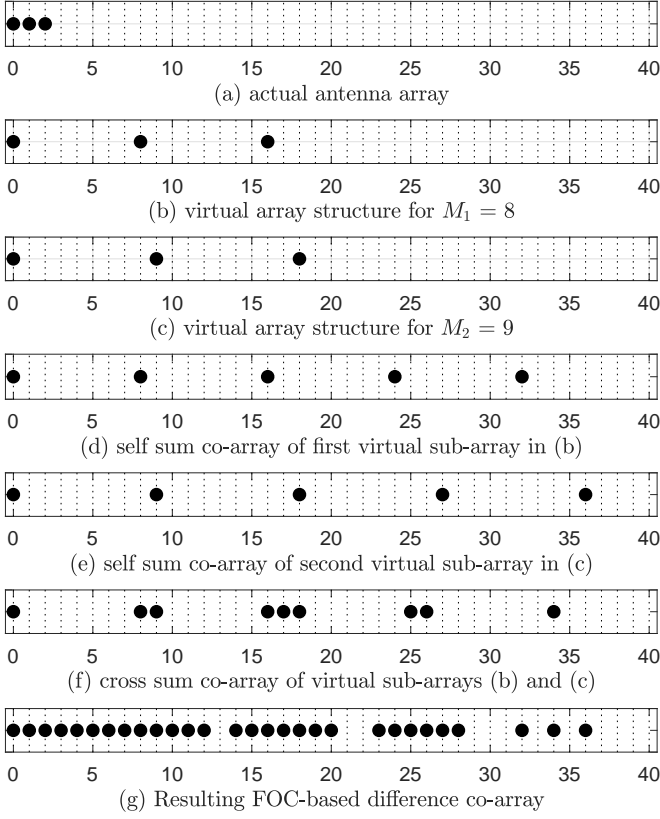 0 5 10 15 20 25 30 35 40
(a) actual antenna array
0 5 10 15 20 25 30 35 40
(b) virtual array structure for M₁ = 8
0 5 10 15 20 25 30 35 40
(c) virtual array structure for M₂ = 9
0 5 10 15 20 25 30 35 40
(d) self sum co-array of first virtual sub-array in (b)
0 5 10 15 20 25 30 35 40
(e) self sum co-array of second virtual sub-array in (c)
0 5 10 15 20 25 30 35 40
(f) cross sum co-array of virtual sub-arrays (b) and (c)
0 5 10 15 20 25 30 35 40
(g) Resulting FOC-based difference co-array